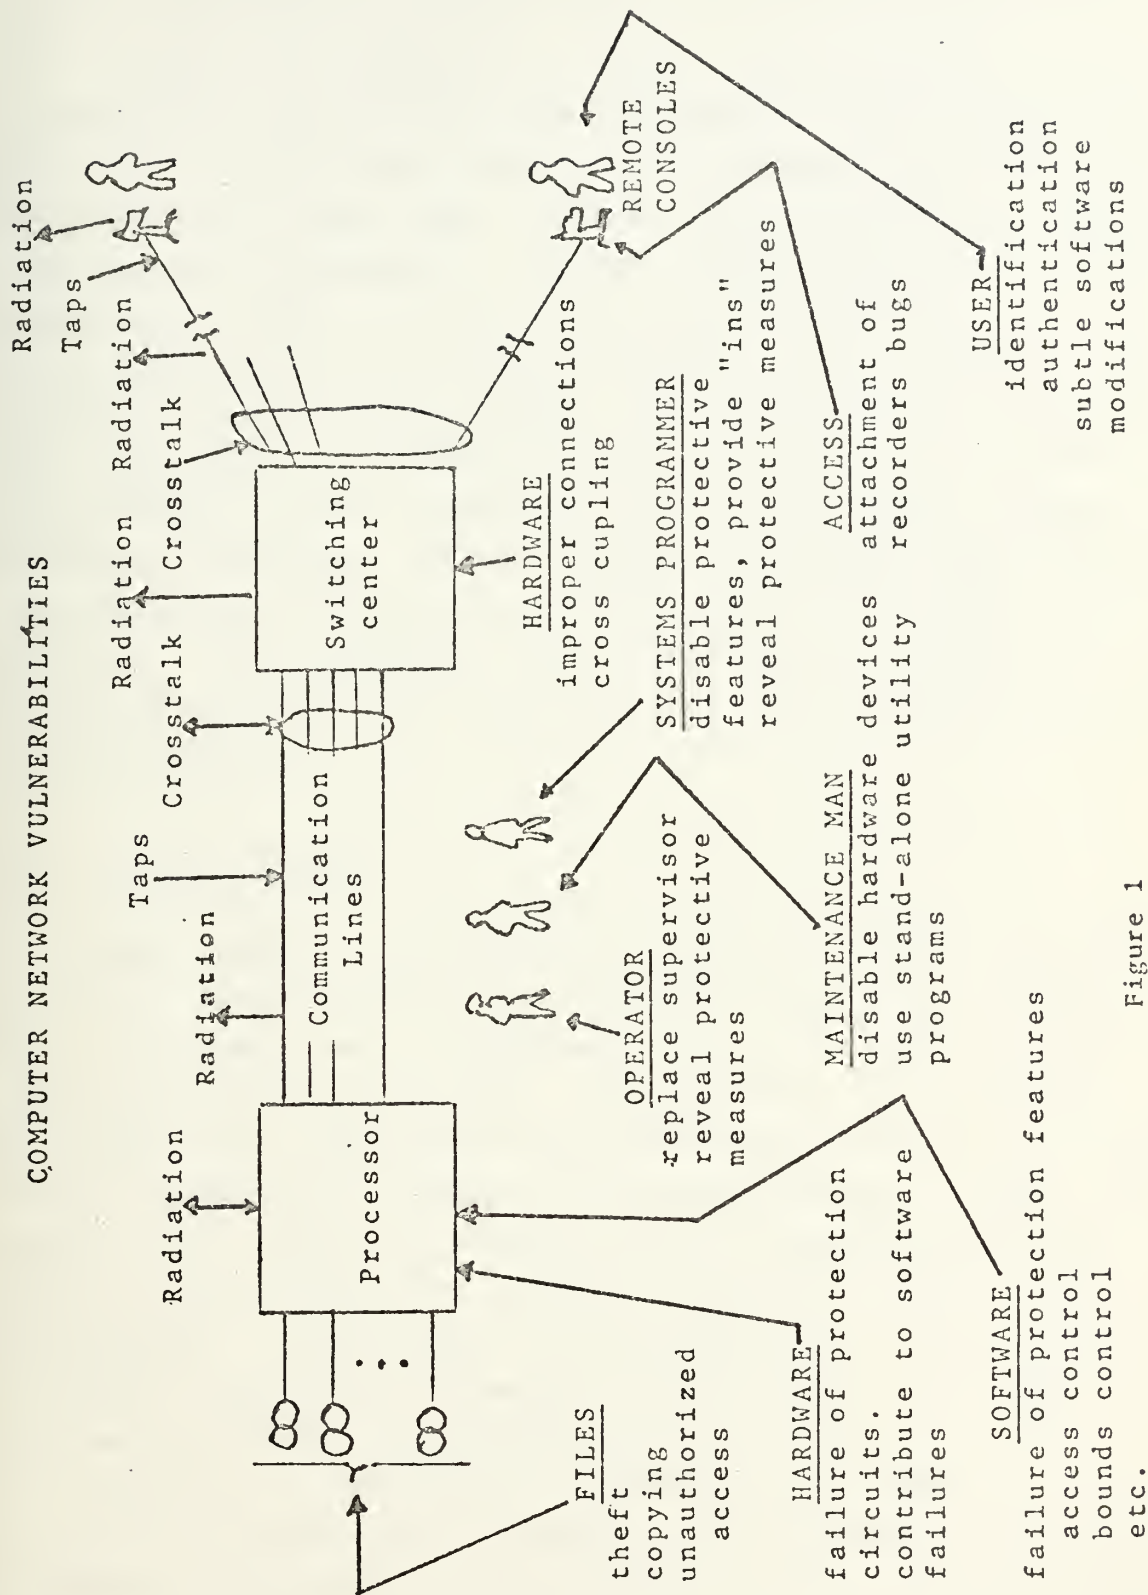 COMPUTER NETWORK VULNERABILITIES
Radiation
Taps
Radiation
Crosstalk
Radiation
Crosstalk
Taps
Radiation
Radiation
Processor
Communication
Lines
Switching
center
REMOTE
CONSOLES
FILES
theft
copying
unauthorized
access
HARDWARE
failure of protection
circuits.
contribute to software
failures
SOFTWARE
failure of protection features
access control
bounds control
etc.
OPERATOR
replace supervisor
reveal protective
measures
MAINTENANCE MAN
disable hardware devices
use stand-alone utility
programs
HARDWARE
improper connections
cross cupling
SYSTEMS PROGRAMMER
disable protective
features, provide "ins"
reveal protective measures
ACCESS
attachment of
recorders bugs
USER
identification
authentication
subtle software
modifications
Figure 1